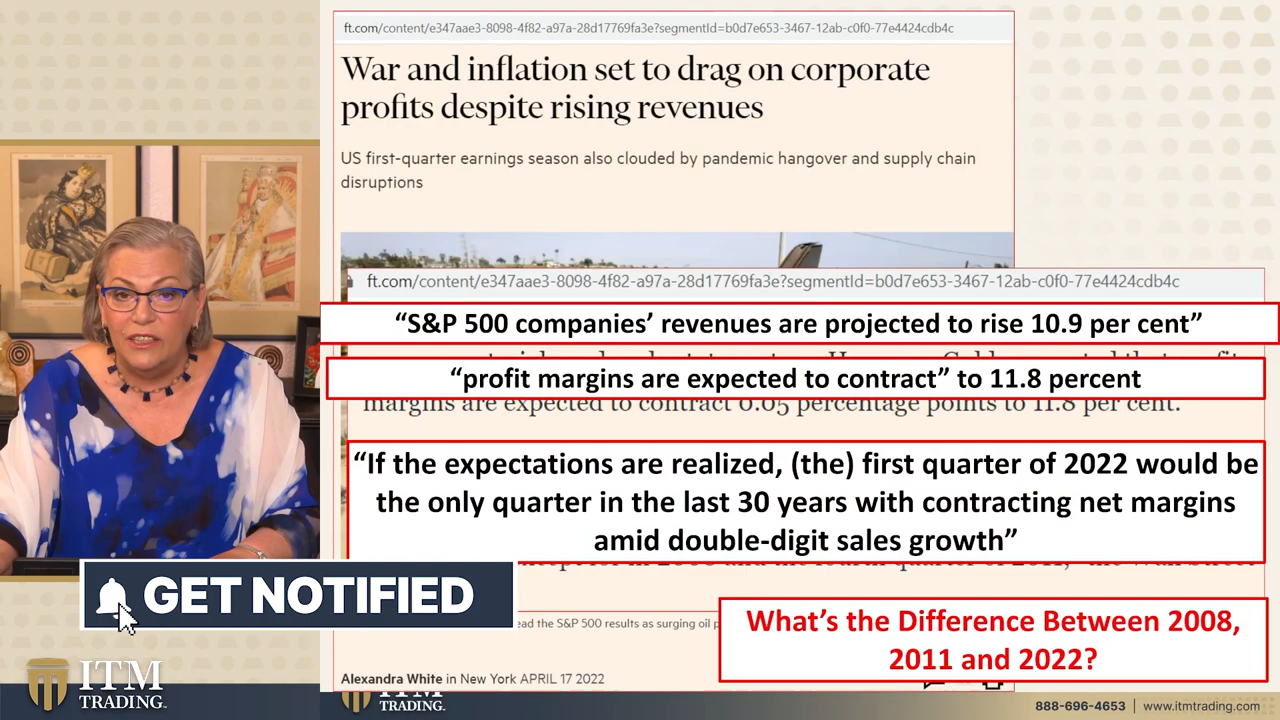 ft.com/content/e347aae3-8098-4f82-a97a-28d17769fa3e?segmentId=b0d7e653-3467-12ab-c0f0-77e4424cdb4c
War and inflation set to drag on corporate
profits despite rising revenues
US first-quarter earnings season also clouded by pandemic hangover and supply chain
disruptions
ft.com/content/e347aae3-8098-4f82-a97a-28d17769fa3e?segmentId=b0d7e653-3467-12ab-c0f0-77e4424cdb4c
“S&P 500 companies’ revenues are projected to rise 10.9 per cent”
“profit margins are expected to contract” to 11.8 percent
margins are expected to contract 0.05 percentage points to 11.8 per cent.
“If the expectations are realized, (the) first quarter of 2022 would be
the only quarter in the last 30 years with contracting net margins
amid double-digit sales growth”
GET NOTIFIED
ead the S&P 500 results as surging oil
What’s the Difference Between 2008,
2011 and 2022?
Alexandra White in New York APRIL 17 2022
ITM
TRADING
TRADING
888-696-4653 | www.itmtrading.com